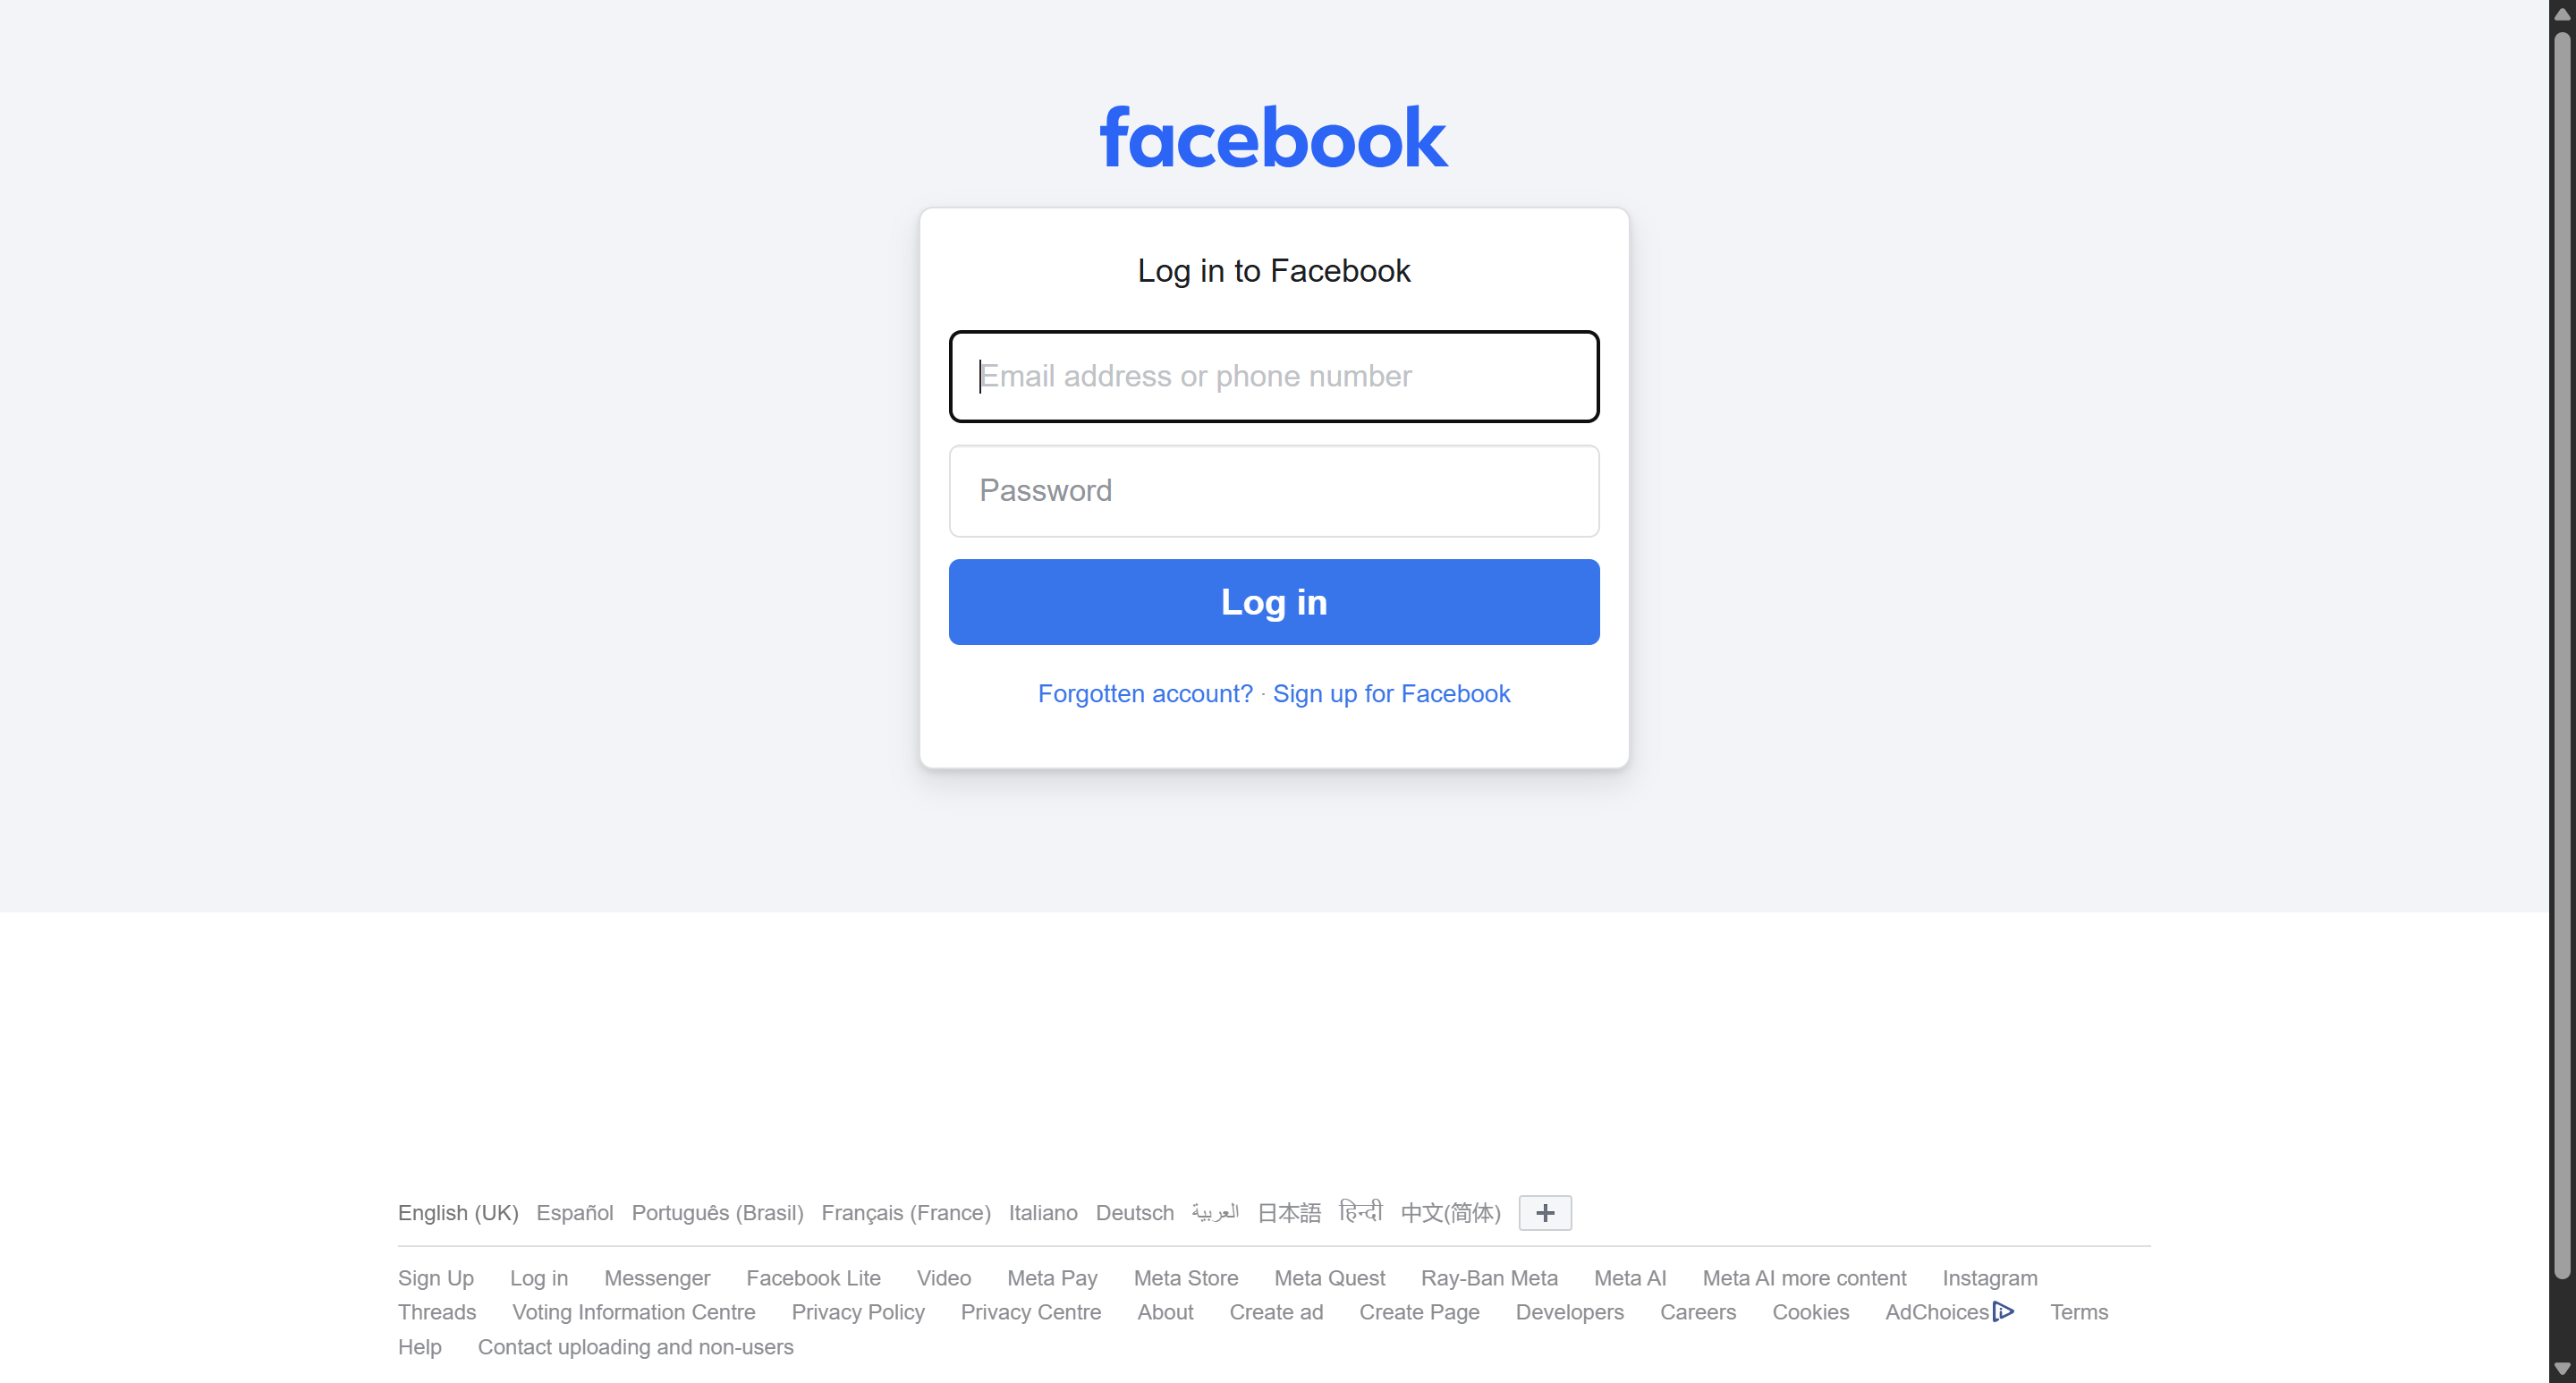 facebook
Log in to Facebook
Email address or phone number
Password
Log in
Forgotten account? · Sign up for Facebook
English (UK) Español Português (Brasil) Français (France) Italiano Deutsch العربية 日本語 हिन्दी 中文(简体)
Sign Up Log in Messenger Facebook Lite Video Meta Pay Meta Store Meta Quest Ray-Ban Meta Meta AI Meta AI more content Instagram
Threads Voting Information Centre Privacy Policy Privacy Centre About Create ad Create Page Developers Careers Cookies AdChoices Terms
Help Contact uploading and non-users